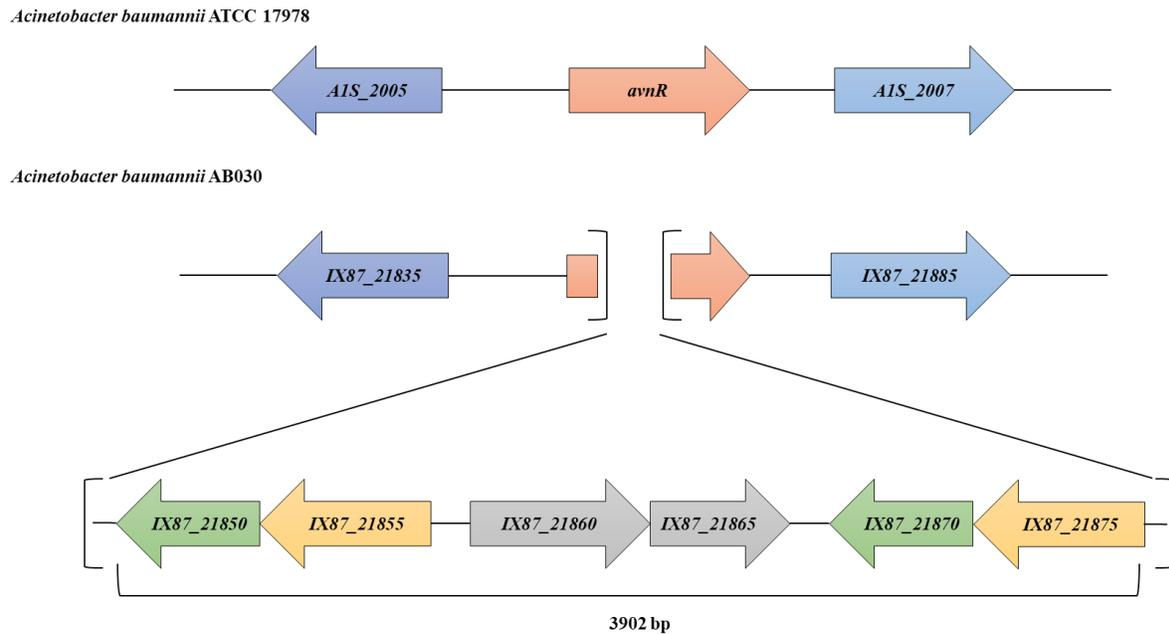 Acinetobacter baumannii ATCC 17978
A1S_2005 avnR A1S_2007
Acinetobacter baumannii AB030
IX87_21835 IX87_21885
IX87_21850 IX87_21855 IX87_21860 IX87_21865 IX87_21870 IX87_21875
3902 bp